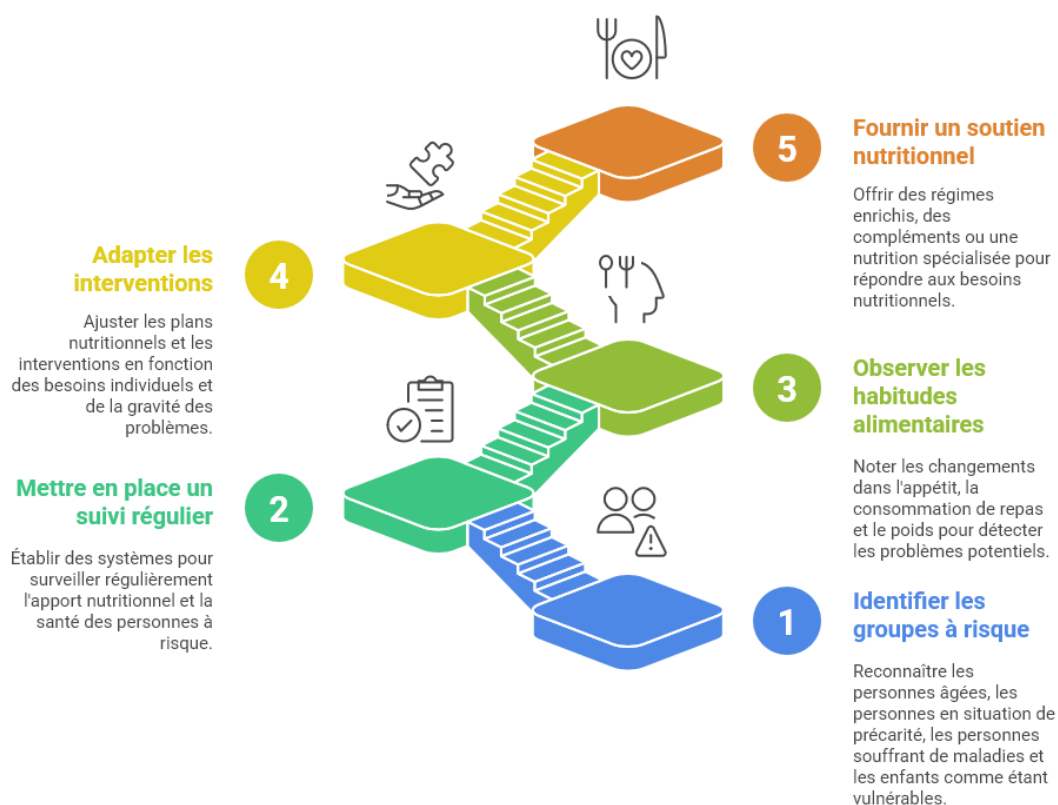 5
Fournir un soutien
nutritionnel
Offrir des régimes
enrichis, des
compléments ou une
nutrition spécialisée pour
répondre aux besoins
nutritionnels.
4
Adapter les
interventions
Ajuster les plans
nutritionnels et les
interventions en fonction
des besoins individuels et
de la gravité des
problèmes.
3
Observer les
habitudes
alimentaires
Noter les changements
dans l'appétit, la
consommation de repas
et le poids pour détecter
les problèmes potentiels.
2
Mettre en place un
suivi régulier
Établir des systèmes pour
surveiller régulièrement
l'apport nutritionnel et la
santé des personnes à
risque.
1
Identifier les
groupes à risque
Reconnaître les
personnes âgées, les
personnes en situation de
précarité, les personnes
souffrant de maladies et
les enfants comme étant
vulnérables.